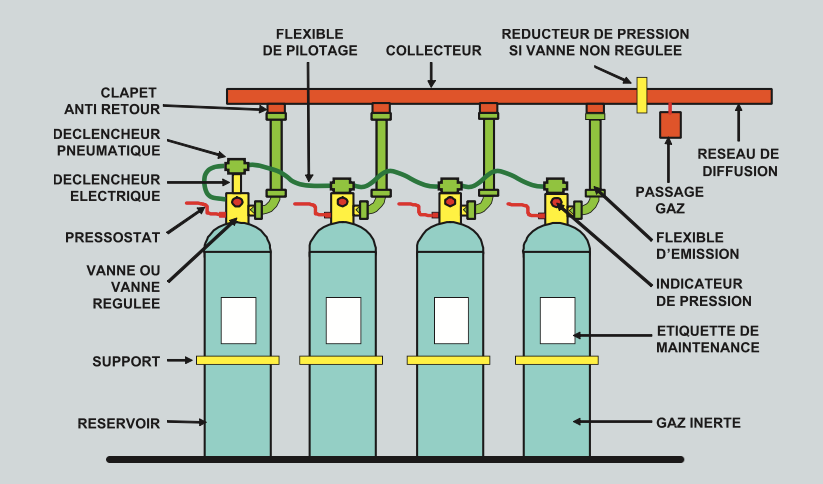 FLEXIBLE
DE PILOTAGE
COLLECTEUR
REDUCTEUR DE PRESSION
SI VANNE NON REGULEE
CLAPET
ANTI RETOUR
DECLENCHEUR
PNEUMATIQUE
DECLENCHEUR
ELECTRIQUE
PRESSOSTAT
VANNE OU
VANNE
REGULEE
SUPPORT
RESERVOIR
RESEAU DE
DIFFUSION
PASSAGE
GAZ
FLEXIBLE
D'EMISSION
INDICATEUR
DE PRESSION
ETIQUETTE DE
MAINTENANCE
GAZ INERTE